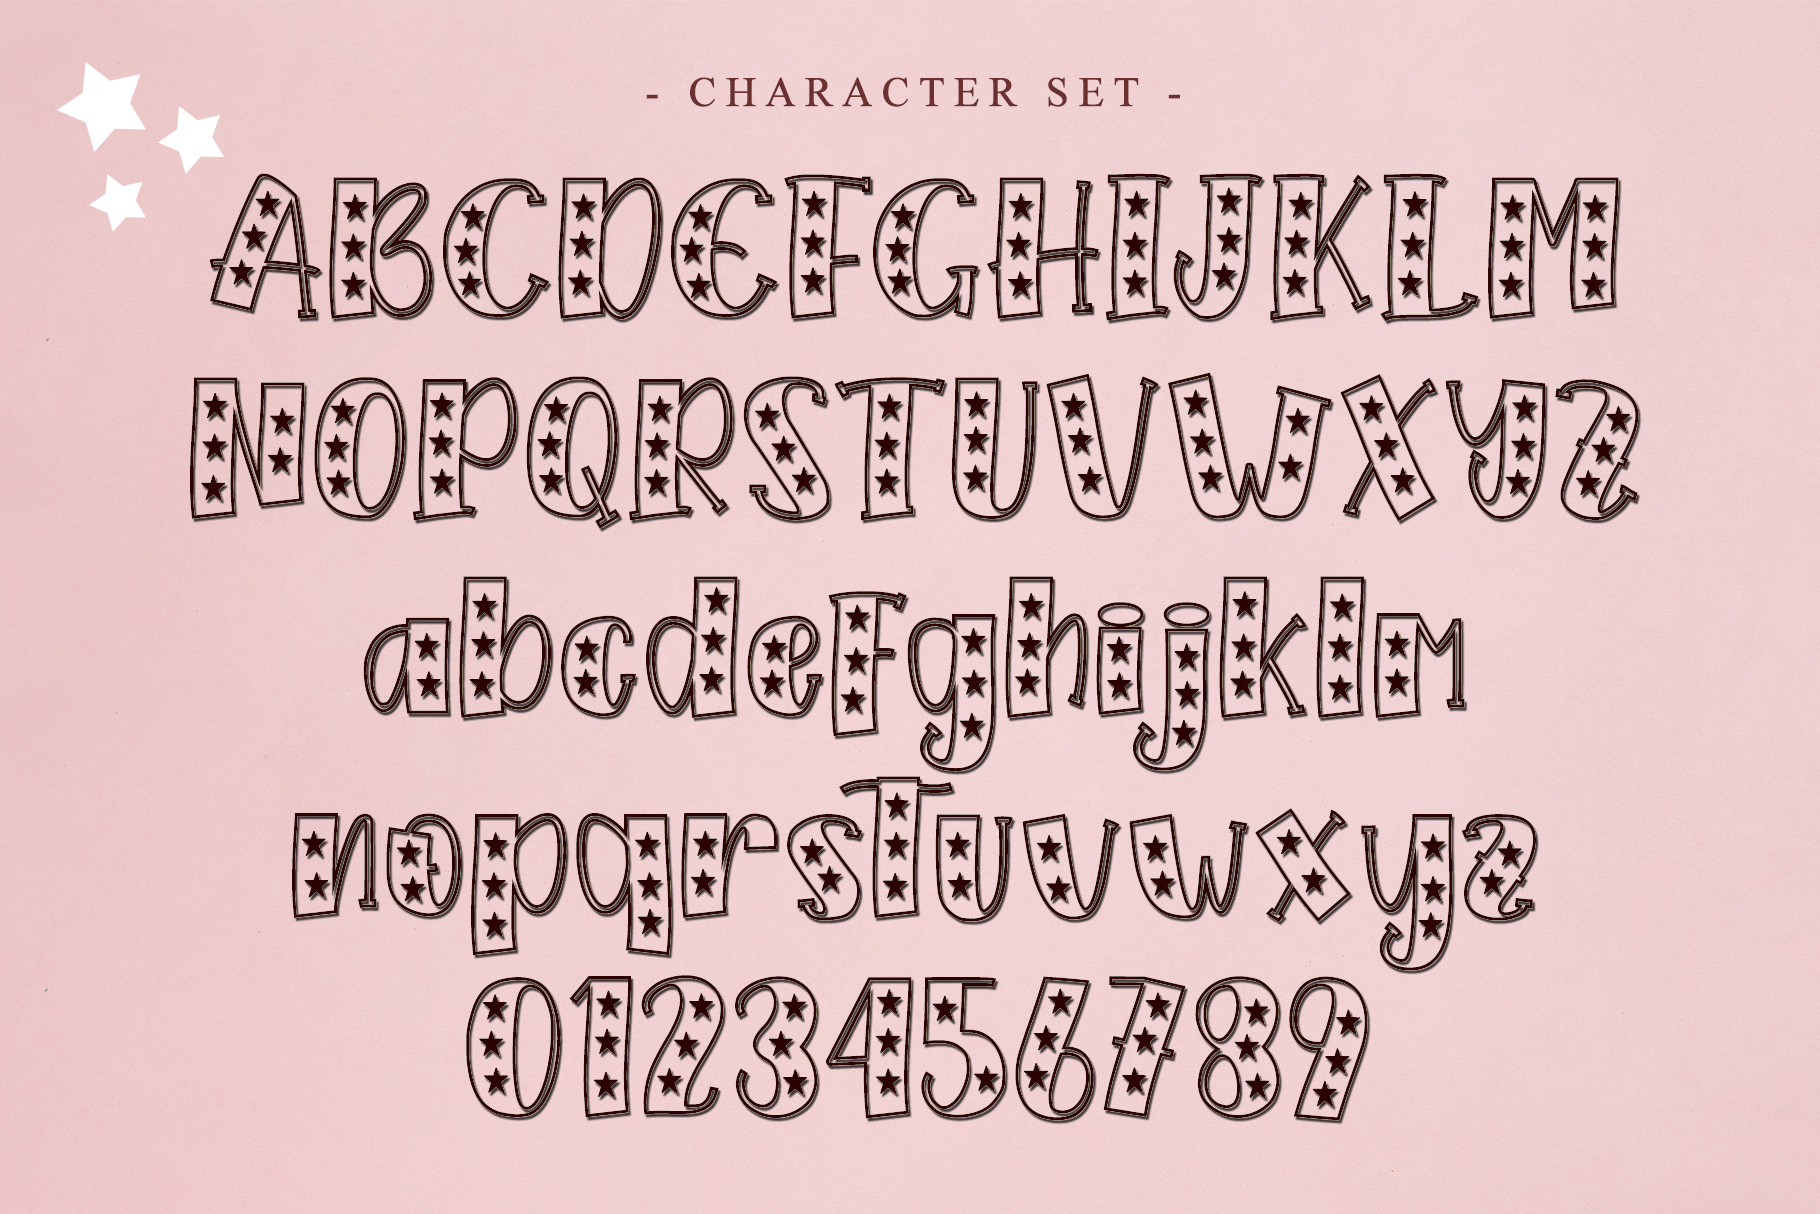 - CHARACTER SET -
ABCDEFGHIJKLM
NOPQRSTUVWXYZ
abcdefghijklm
nopqrstuvwxyz
0123456789